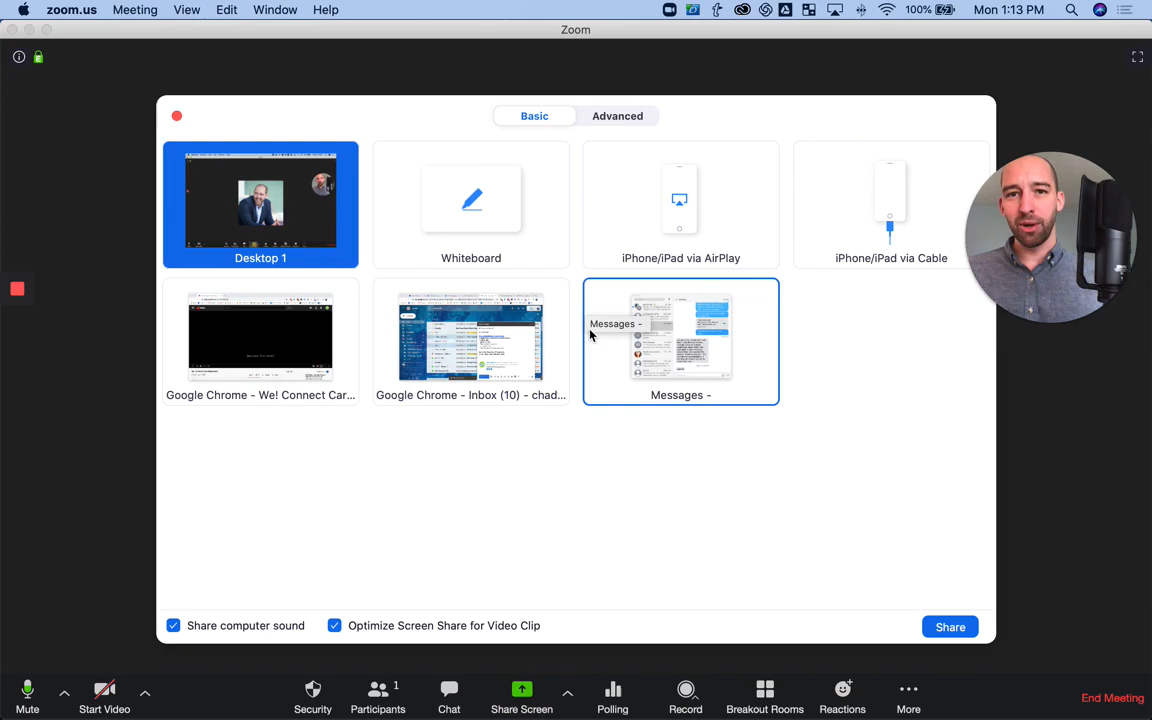 zoom.us Meeting View Edit Window Help 100% Mon 1:13 PM
Zoom
Basic Advanced
Desktop 1
Whiteboard
iPhone/iPad via AirPlay
iPhone/iPad via Cable
Google Chrome - We! Connect Car...
Google Chrome - Inbox (10) - chad...
Messages -
Messages -
Share computer sound
Optimize Screen Share for Video Clip
Share
Mute
Start Video
Security
Participants 1
Chat
Share Screen
Polling
Record
Breakout Rooms
Reactions
More
End Meeting